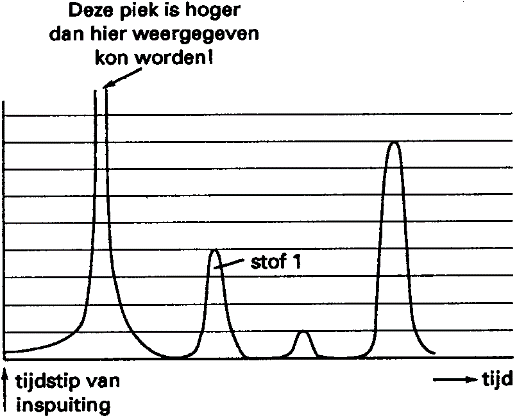 Deze piek is hoger
dan hier weergegeven
kon worden!
stof 1
tijdstip van
inspuiting
tijd